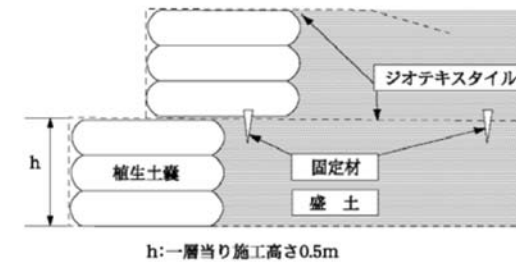 ジオテキスタイル
h
植生土嚢
固定材
盛 土
h:一層当り施工高さ0.5m